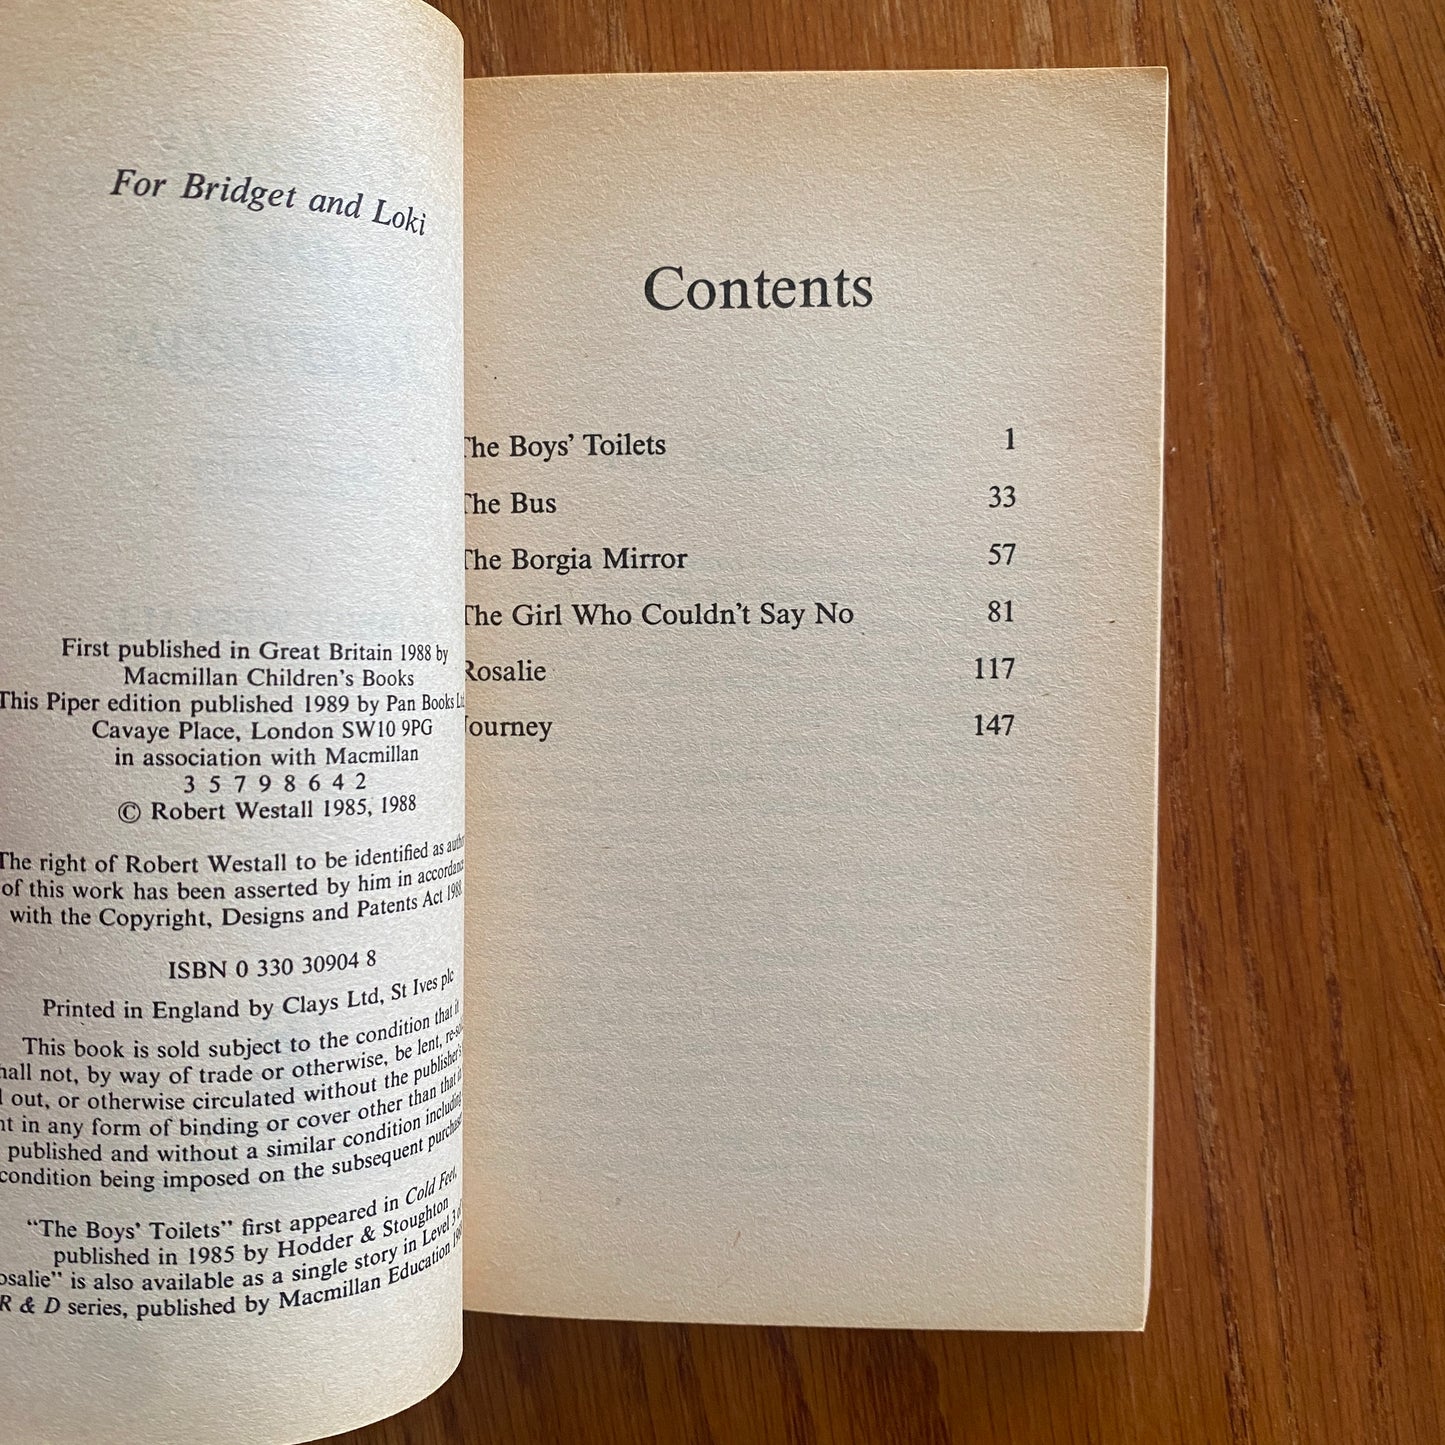 For Bridget and Loki
First published in Great Britain 1988 by
Macmillan Children's Books
This Piper edition published 1989 by Pan Books
Cavaye Place, London SW10 9PG
in association with Macmillan
3 5 7 9 8 6 4 2
© Robert Westall 1985, 1988
The right of Robert Westall to be identified as
of this work has been asserted by him in
with the Copyright, Designs and Patents Act 1988
ISBN 0 330 30904 8
Printed in England by Clays Ltd, St Ives plc
This book is sold subject to the condition that it
hall not, by way of trade or otherwise, be lent,
out, or otherwise circulated without the publisher's
in any form of binding or cover other than that
published and without a similar condition including
condition being imposed on the subsequent
"The Boys' Toilets" first appeared in Cold Feet,
published in 1985 by Hodder & Stoughton
osalie" is also available as a single story in Level 3
R & D series, published by Macmillan Education
Contents
The Boys' Toilets 1
The Bus 33
The Borgia Mirror 57
The Girl Who Couldn't Say No 81
Rosalie 117
Journey 147